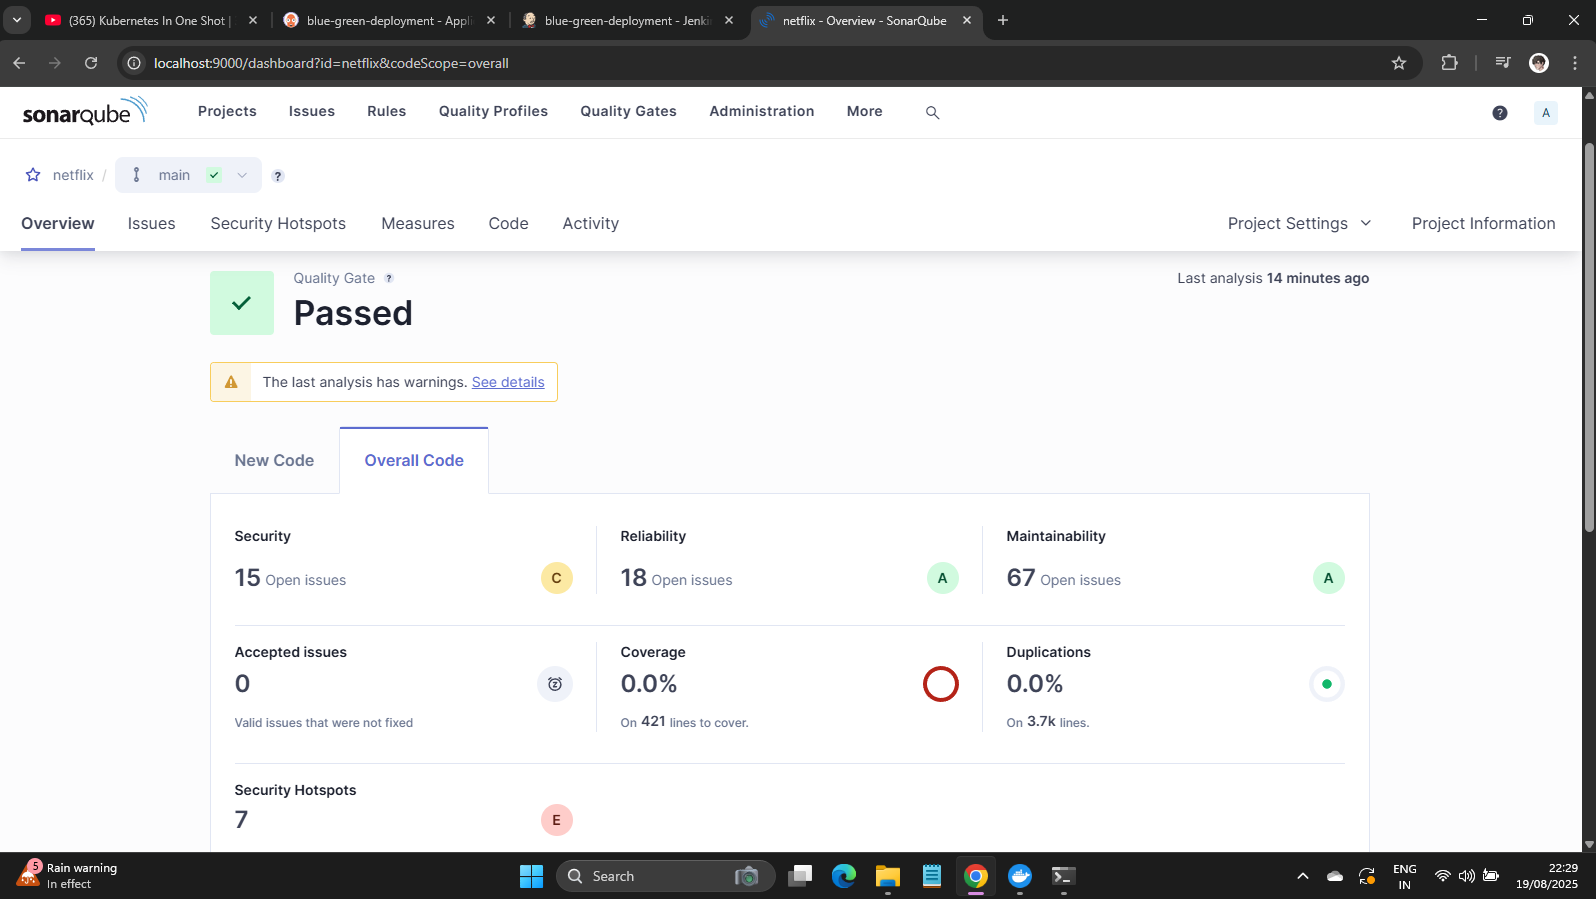 (365) Kubernetes In One Shot |
blue-green-deployment - Appli
blue-green-deployment - Jenki
netflix - Overview - SonarQube
localhost:9000/dashboard?id=netflix&codeScope=overall
sonarqube
Projects
Issues
Rules
Quality Profiles
Quality Gates
Administration
More
?
A
netflix / main
?
Overview
Issues
Security Hotspots
Measures
Code
Activity
Project Settings
Project Information
Quality Gate ?
Passed
Last analysis 14 minutes ago
The last analysis has warnings. See details
New Code
Overall Code
Security
15 Open issues
C
Reliability
18 Open issues
A
Maintainability
67 Open issues
A
Accepted issues
0
Valid issues that were not fixed
Coverage
0.0%
On 421 lines to cover.
Duplications
0.0%
On 3.7k lines.
Security Hotspots
7
E
5
Rain warning
In effect
Search
ENG
IN
22:29
19/08/2025